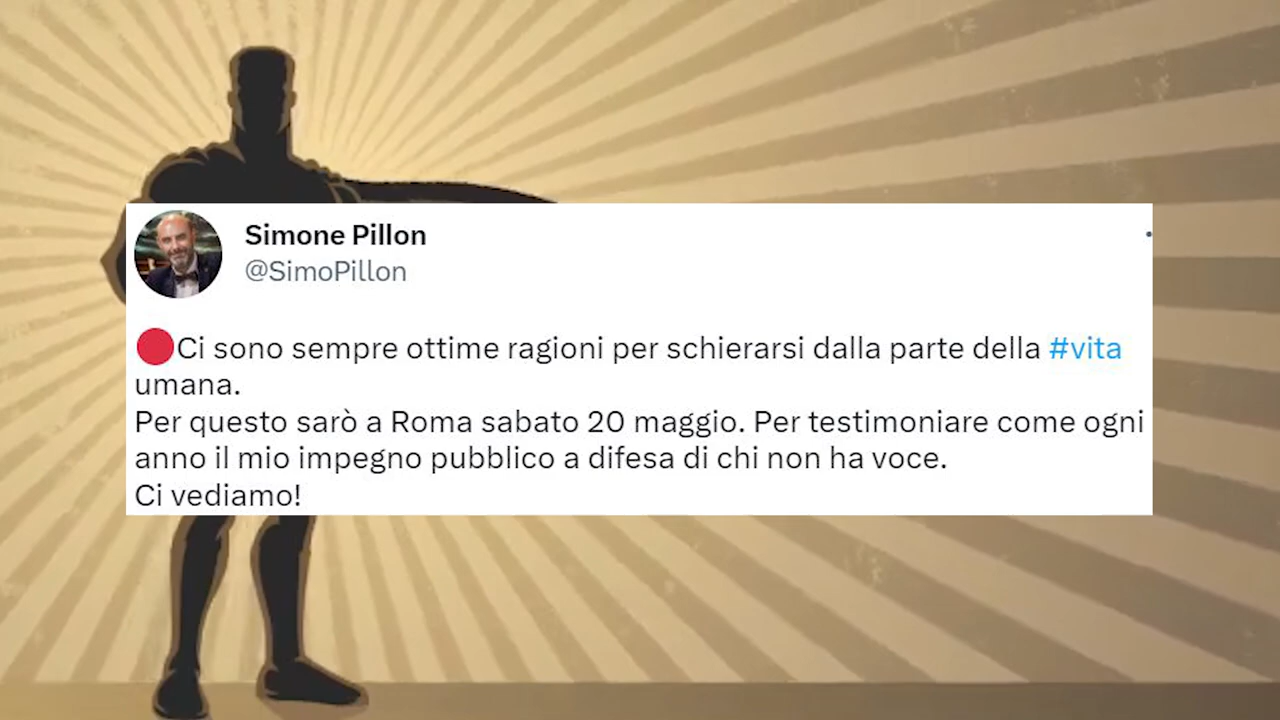 Simone Pillon
@SimoPillon
🔴Ci sono sempre ottime ragioni per schierarsi dalla parte della #vita
umana.
Per questo sarò a Roma sabato 20 maggio. Per testimoniare come ogni
anno il mio impegno pubblico a difesa di chi non ha voce.
Ci vediamo!